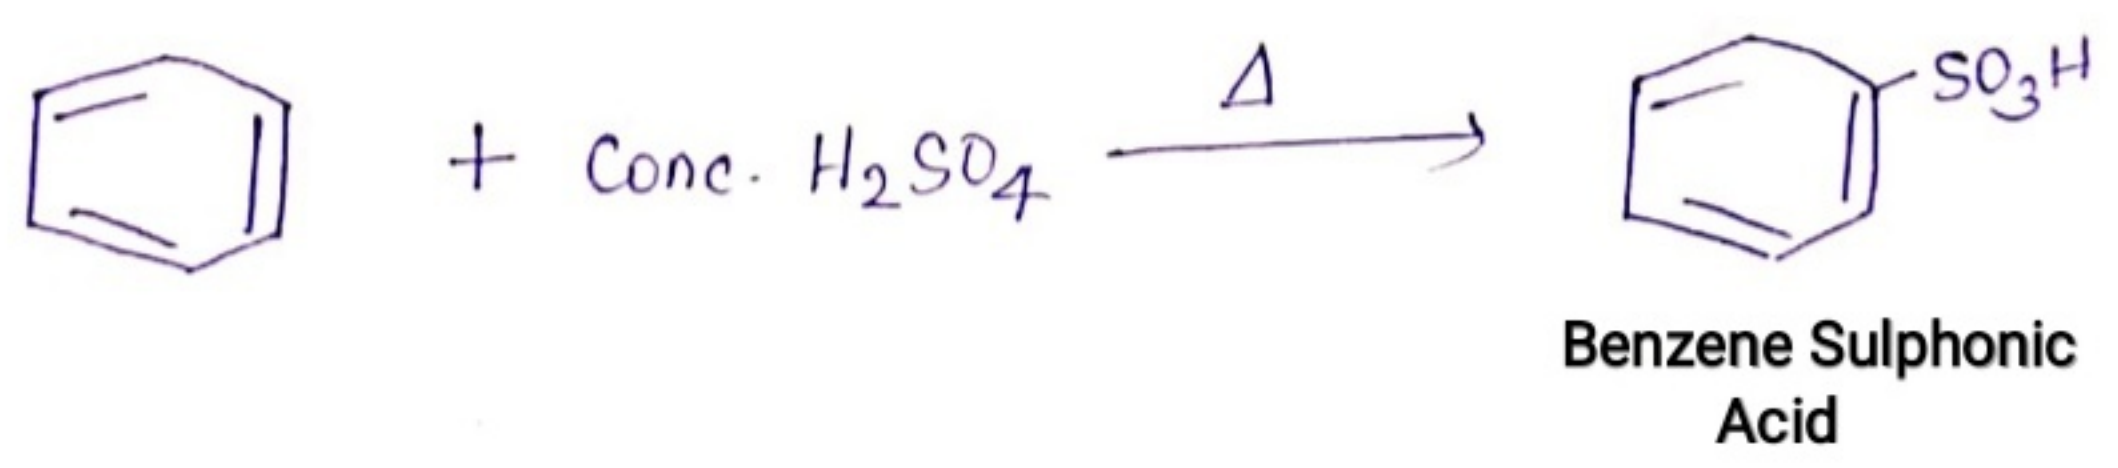 + Conc. H₂SO₄ Δ SO₃H
Benzene Sulphonic
Acid